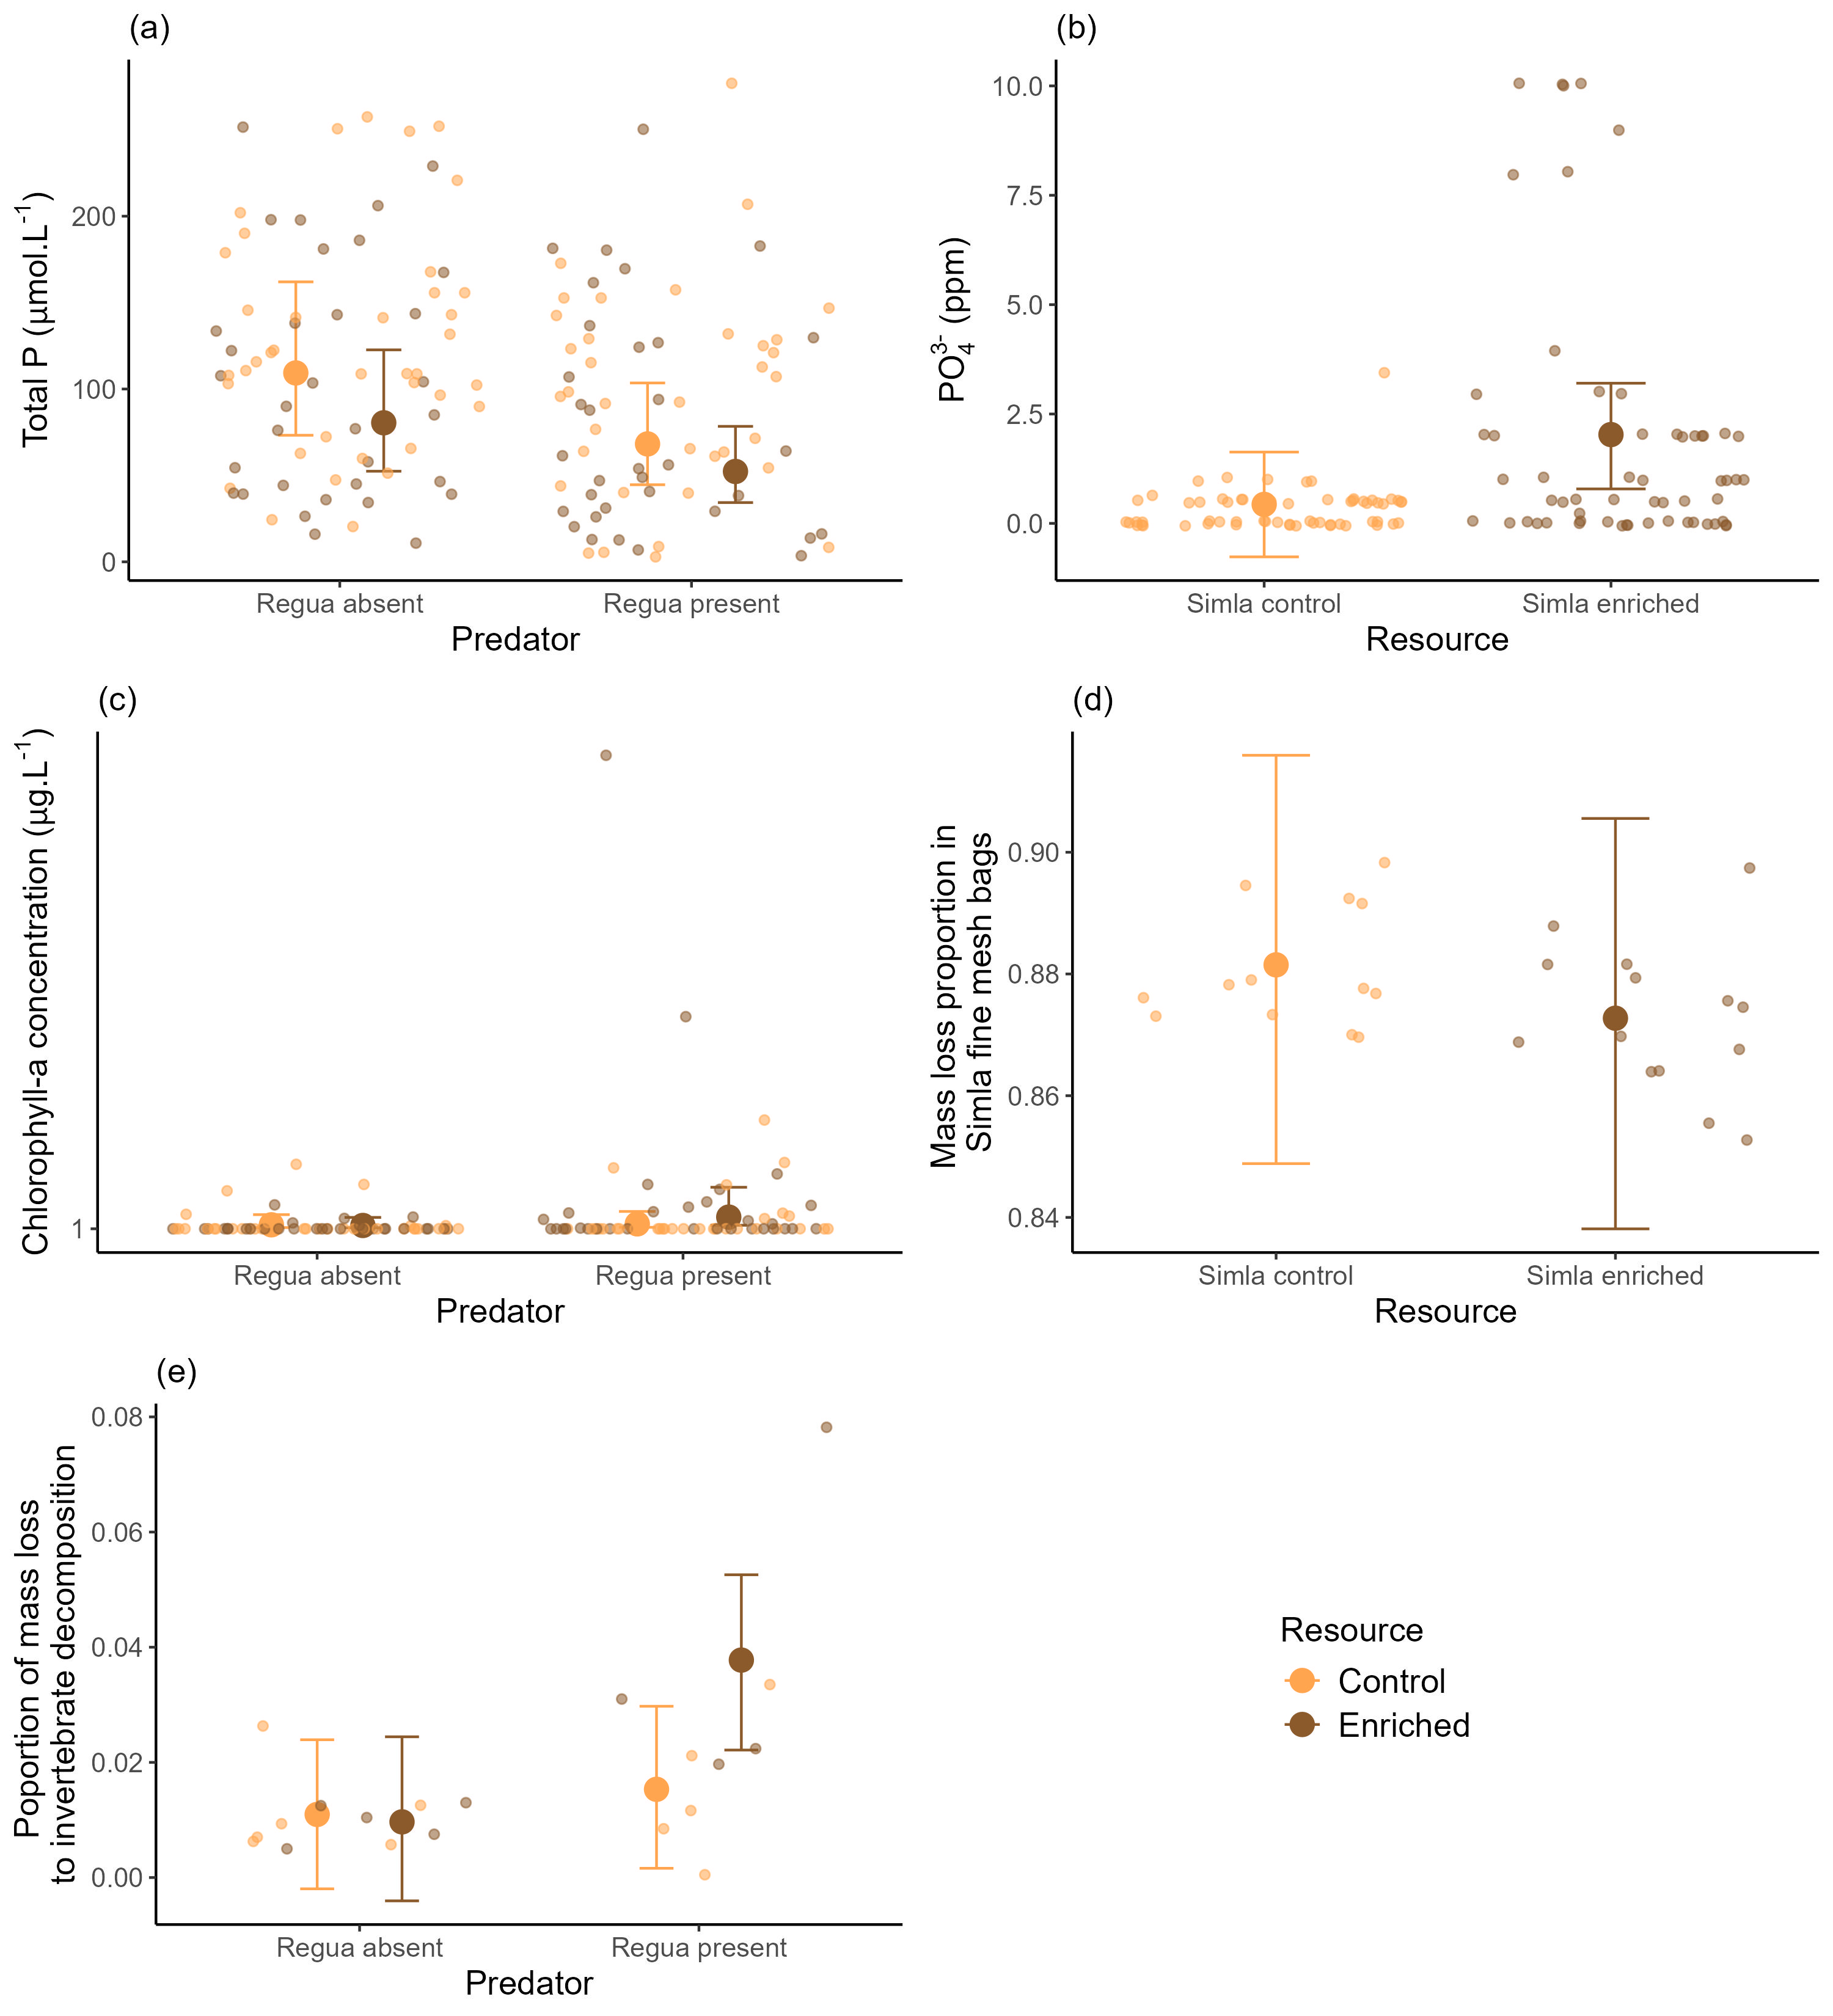 (a)
Total P (µmol.L⁻¹)
200
100
0
Regua absent
Regua present
Predator
(b)
PO₄³⁻ (ppm)
10.0
7.5
5.0
2.5
0.0
Simla control
Simla enriched
Resource
(c)
Chlorophyll-a concentration (µg.L⁻¹)
1
Regua absent
Regua present
Predator
(d)
Mass loss proportion in
Simla fine mesh bags
0.90
0.88
0.86
0.84
Simla control
Simla enriched
Resource
(e)
Poportion of mass loss
to invertebrate decomposition
0.08
0.06
0.04
0.02
0.00
Regua absent
Regua present
Predator
Resource
Control
Enriched